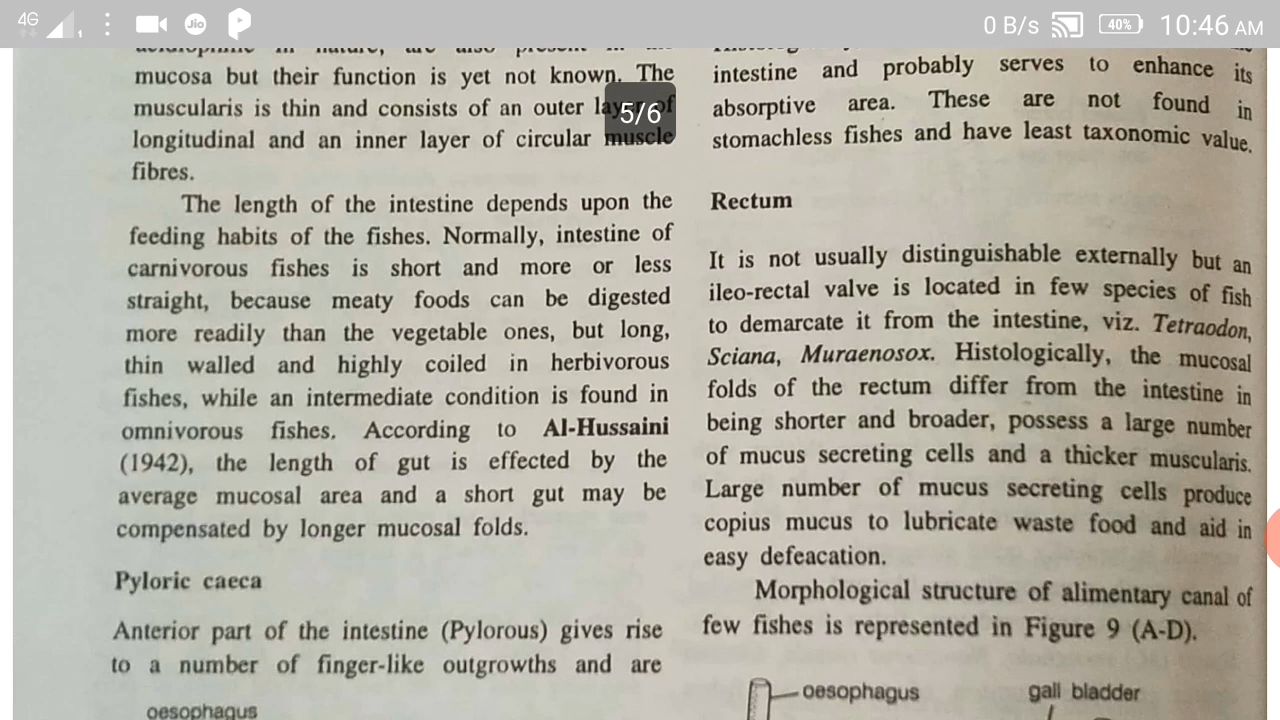 4G
Jio
0 B/s
40%
10:46 AM
5/6
mucosa but their function is yet not known. The
muscularis is thin and consists of an outer layer of
longitudinal and an inner layer of circular muscle
fibres.
The length of the intestine depends upon the
feeding habits of the fishes. Normally, intestine of
carnivorous fishes is short and more or less
straight, because meaty foods can be digested
more readily than the vegetable ones, but long,
thin walled and highly coiled in herbivorous
fishes, while an intermediate condition is found in
omnivorous fishes. According to Al-Hussaini
(1942), the length of gut is effected by the
average mucosal area and a short gut may be
compensated by longer mucosal folds.
Pyloric caeca
Anterior part of the intestine (Pylorous) gives rise
to a number of finger-like outgrowths and are
oesophagus
intestine and probably serves to enhance its
absorptive area. These are not found in
stomachless fishes and have least taxonomic value.
Rectum
It is not usually distinguishable externally but an
ileo-rectal valve is located in few species of fish
to demarcate it from the intestine, viz. Tetraodon,
Sciana, Muraenosox. Histologically, the mucosal
folds of the rectum differ from the intestine in
being shorter and broader, possess a large number
of mucus secreting cells and a thicker muscularis.
Large number of mucus secreting cells produce
copius mucus to lubricate waste food and aid in
easy defeacation.
Morphological structure of alimentary canal of
few fishes is represented in Figure 9 (A-D).
oesophagus
gall bladder